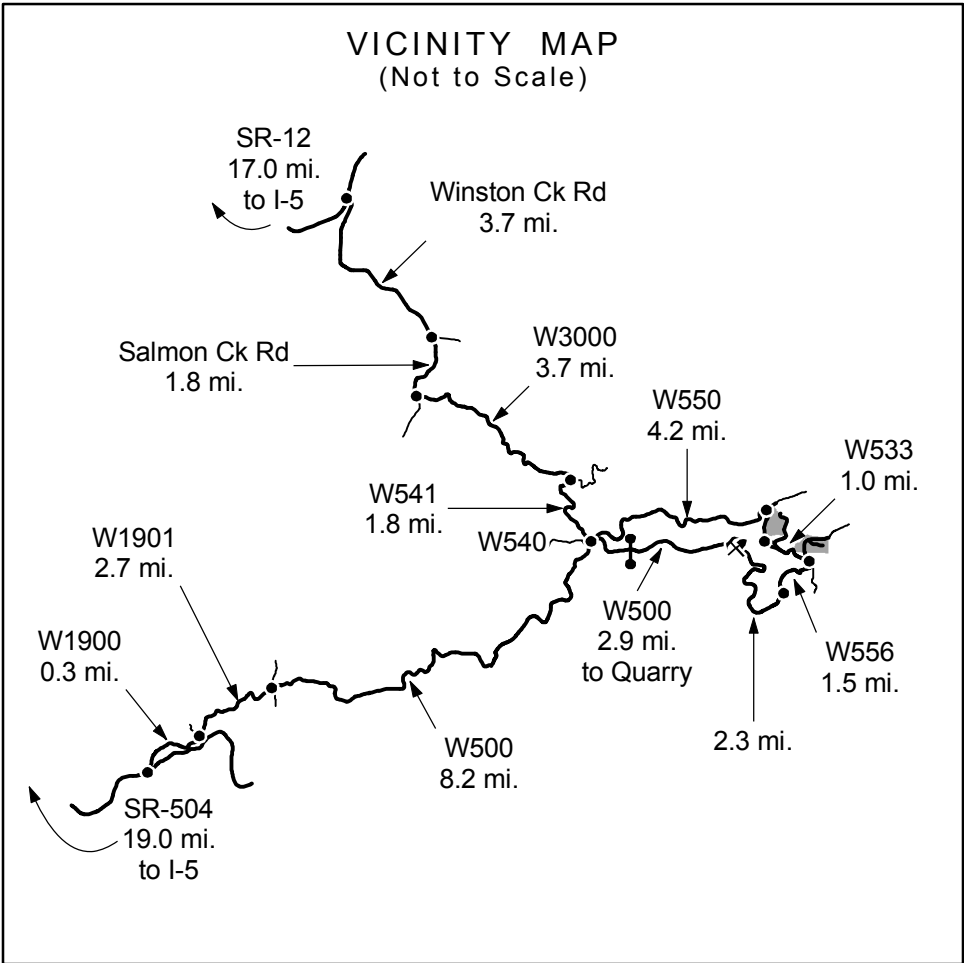 VICINITY MAP
(Not to Scale)
SR-12
17.0 mi.
to I-5
Winston Ck Rd
3.7 mi.
Salmon Ck Rd
1.8 mi.
W3000
3.7 mi.
W550
4.2 mi.
W533
1.0 mi.
W541
1.8 mi.
W540
W1901
2.7 mi.
W1900
0.3 mi.
W500
2.9 mi.
to Quarry
W556
1.5 mi.
2.3 mi.
W500
8.2 mi.
SR-504
19.0 mi.
to I-5